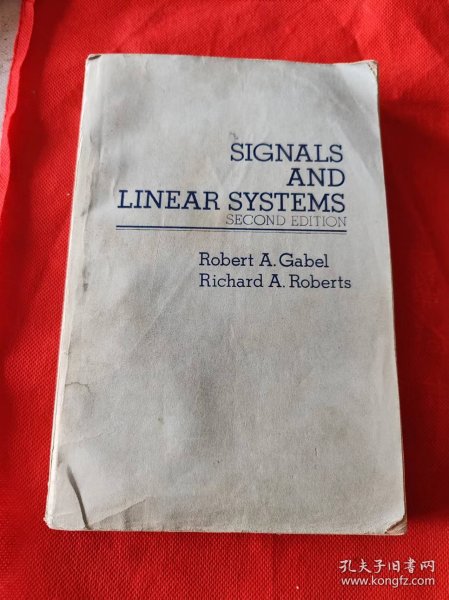 SIGNALS
AND
LINEAR SYSTEMS
SECOND EDITION
Robert A. Gabel
Richard A. Roberts
孔夫子旧书网
www.kongfz.com